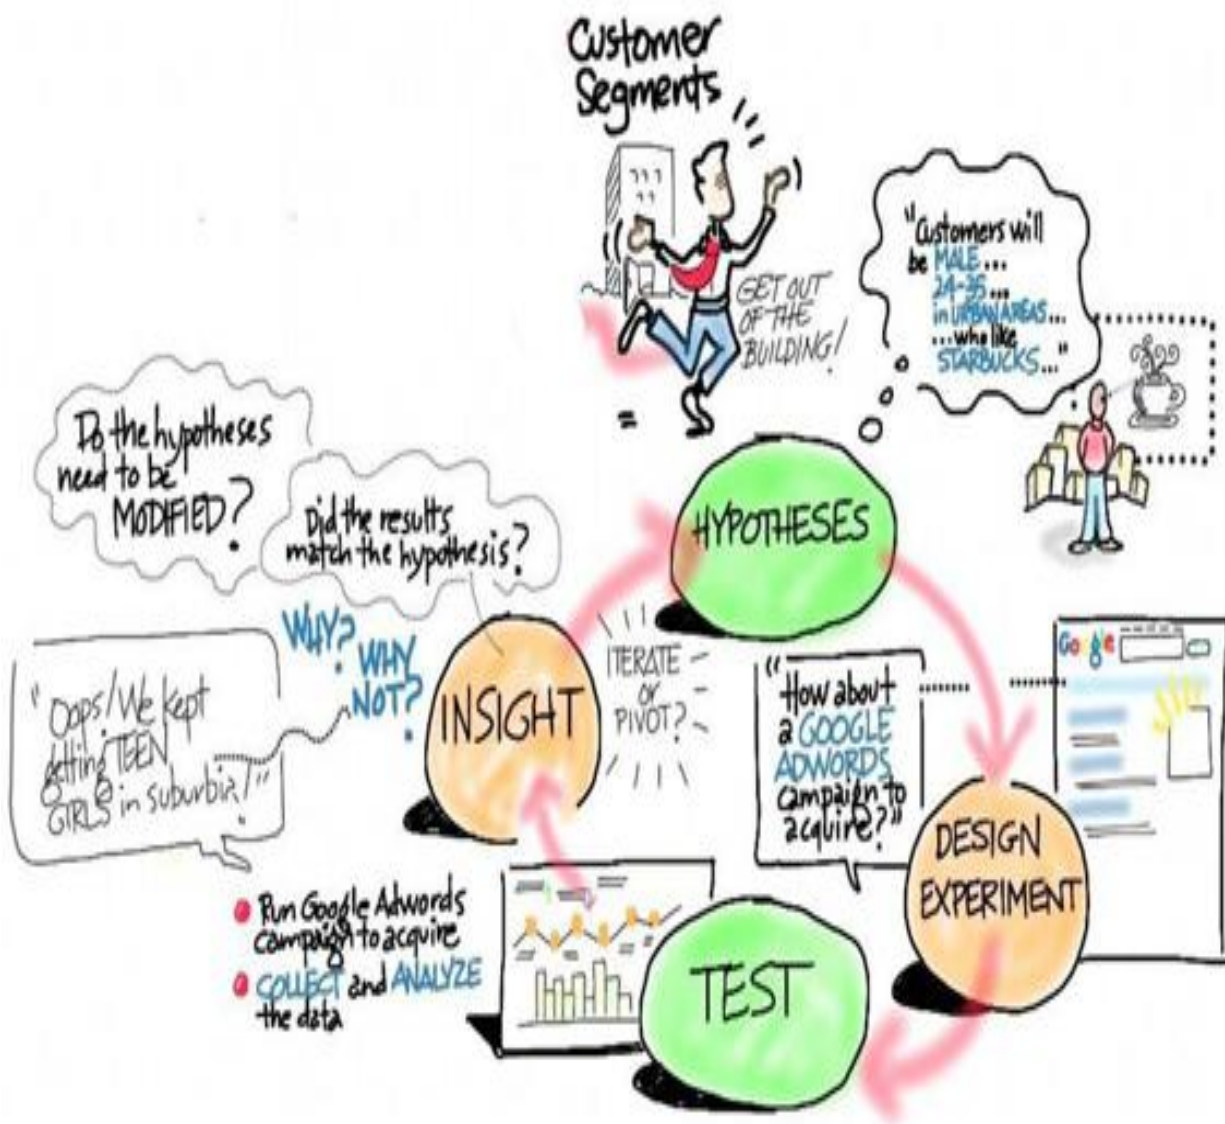 Customer
Segments
GET OUT
OF THE
BUILDING!
"Customers will
be MALE...
24-35...
in URBAN AREAS...
...who like
STARBUCKS..."
=
HYPOTHESES
Do the hypotheses
need to be
MODIFIED?
Did the results
match the hypothesis?
WHY?
WHY
NOT?
"Oops! We kept
getting TEEN
GIRLS in suburbia!"
INSIGHT
ITERATE
or
PIVOT?
"How about
a GOOGLE
ADWORDS
campaign to
acquire?"
Google
DESIGN
EXPERIMENT
Run Google Adwords
campaign to acquire
COLLECT and ANALYZE
the data
TEST